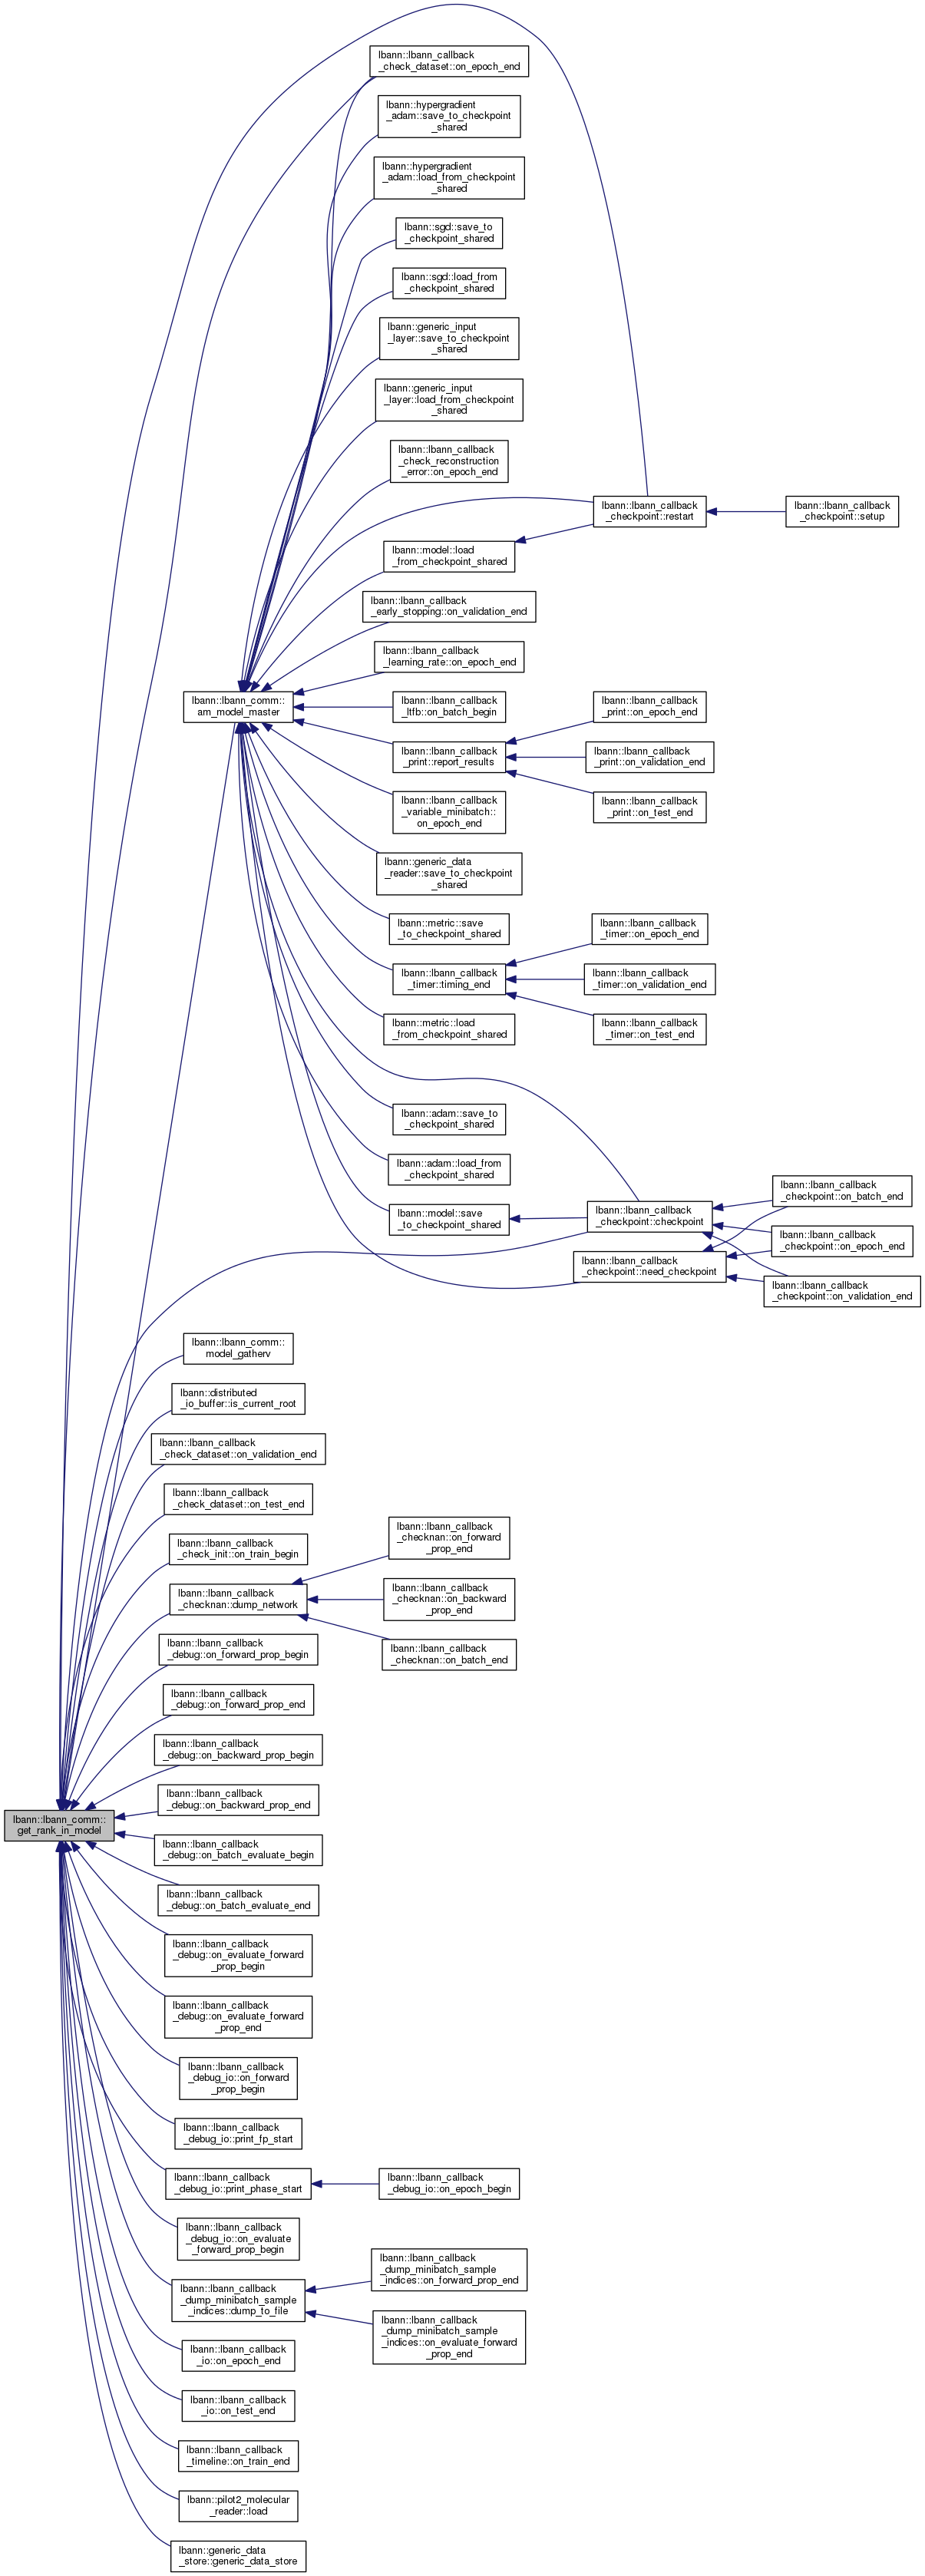 lbann::lbann_callback
_check_dataset::on_epoch_end
lbann::hypergradient
_adam::save_to_checkpoint
_shared
lbann::hypergradient
_adam::load_from_checkpoint
_shared
lbann::sgd::save_to
_checkpoint_shared
lbann::sgd::load_from
_checkpoint_shared
lbann::generic_input
_layer::save_to_checkpoint
_shared
lbann::generic_input
_layer::load_from_checkpoint
_shared
lbann::lbann_callback
_check_reconstruction
_error::on_epoch_end
lbann::lbann_callback
_checkpoint::restart
lbann::lbann_callback
_checkpoint::setup
lbann::model::load
_from_checkpoint_shared
lbann::lbann_callback
_early_stopping::on_validation_end
lbann::lbann_callback
_learning_rate::on_epoch_end
lbann::lbann_comm::
am_model_master
lbann::lbann_callback
_ltfb::on_batch_begin
lbann::lbann_callback
_print::on_epoch_end
lbann::lbann_callback
_print::report_results
lbann::lbann_callback
_print::on_validation_end
lbann::lbann_callback
_print::on_test_end
lbann::lbann_callback
_variable_minibatch::
on_epoch_end
lbann::generic_data
_reader::save_to_checkpoint
_shared
lbann::metric::save
_to_checkpoint_shared
lbann::lbann_callback
_timer::on_epoch_end
lbann::lbann_callback
_timer::timing_end
lbann::lbann_callback
_timer::on_validation_end
lbann::lbann_callback
_timer::on_test_end
lbann::metric::load
_from_checkpoint_shared
lbann::adam::save_to
_checkpoint_shared
lbann::adam::load_from
_checkpoint_shared
lbann::model::save
_to_checkpoint_shared
lbann::lbann_callback
_checkpoint::checkpoint
lbann::lbann_callback
_checkpoint::on_batch_end
lbann::lbann_callback
_checkpoint::on_epoch_end
lbann::lbann_callback
_checkpoint::need_checkpoint
lbann::lbann_callback
_checkpoint::on_validation_end
lbann::lbann_comm::
model_gatherv
lbann::distributed
_io_buffer::is_current_root
lbann::lbann_callback
_check_dataset::on_validation_end
lbann::lbann_callback
_check_dataset::on_test_end
lbann::lbann_callback
_check_init::on_train_begin
lbann::lbann_callback
_checknan::dump_network
lbann::lbann_callback
_checknan::on_forward
_prop_end
lbann::lbann_callback
_checknan::on_backward
_prop_end
lbann::lbann_callback
_checknan::on_batch_end
lbann::lbann_callback
_debug::on_forward_prop_begin
lbann::lbann_callback
_debug::on_forward_prop_end
lbann::lbann_callback
_debug::on_backward_prop_begin
lbann::lbann_callback
_debug::on_backward_prop_end
lbann::lbann_comm::
get_rank_in_model
lbann::lbann_callback
_debug::on_batch_evaluate_begin
lbann::lbann_callback
_debug::on_batch_evaluate_end
lbann::lbann_callback
_debug::on_evaluate_forward
_prop_begin
lbann::lbann_callback
_debug::on_evaluate_forward
_prop_end
lbann::lbann_callback
_debug_io::on_forward
_prop_begin
lbann::lbann_callback
_debug_io::print_fp_start
lbann::lbann_callback
_debug_io::print_phase_start
lbann::lbann_callback
_debug_io::on_epoch_begin
lbann::lbann_callback
_debug_io::on_evaluate
_forward_prop_begin
lbann::lbann_callback
_dump_minibatch_sample
_indices::dump_to_file
lbann::lbann_callback
_dump_minibatch_sample
_indices::on_forward_prop_end
lbann::lbann_callback
_dump_minibatch_sample
_indices::on_evaluate_forward
_prop_end
lbann::lbann_callback
_io::on_epoch_end
lbann::lbann_callback
_io::on_test_end
lbann::lbann_callback
_timeline::on_train_end
lbann::pilot2_molecular
_reader::load
lbann::generic_data
_store::generic_data_store